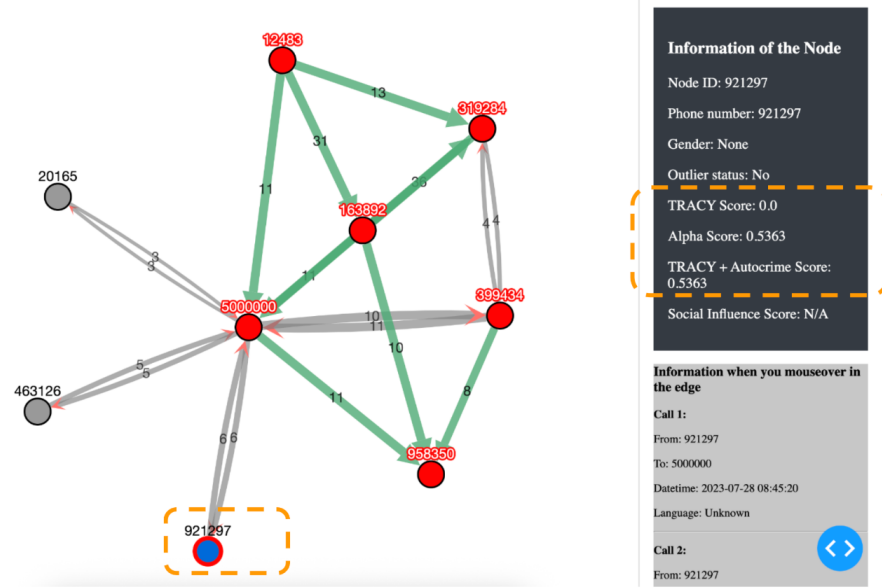 12483
13
319284
31
36
20165
11
163892
4
4
3
3
11
5000000
399434
10
11
5
5
10
463126
11
8
6
6
958350
921297
Information of the Node
Node ID: 921297
Phone number: 921297
Gender: None
Outlier status: No
TRACY Score: 0.0
Alpha Score: 0.5363
TRACY + Autocrime Score:
0.5363
Social Influence Score: N/A
Information when you mouseover in
the edge
Call 1:
From: 921297
To: 5000000
Datetime: 2023-07-28 08:45:20
Language: Unknown
Call 2:
From: 921297